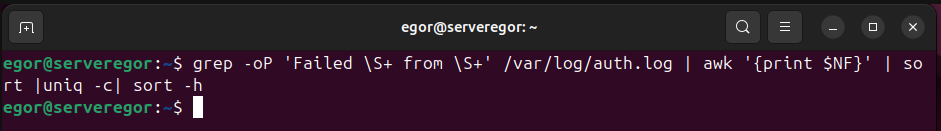 egor@serveregor: ~
egor@serveregor:~$ grep -oP 'Failed \S+ from \S+' /var/log/auth.log | awk '{print $NF}' | so
rt |uniq -c| sort -h
egor@serveregor:~$